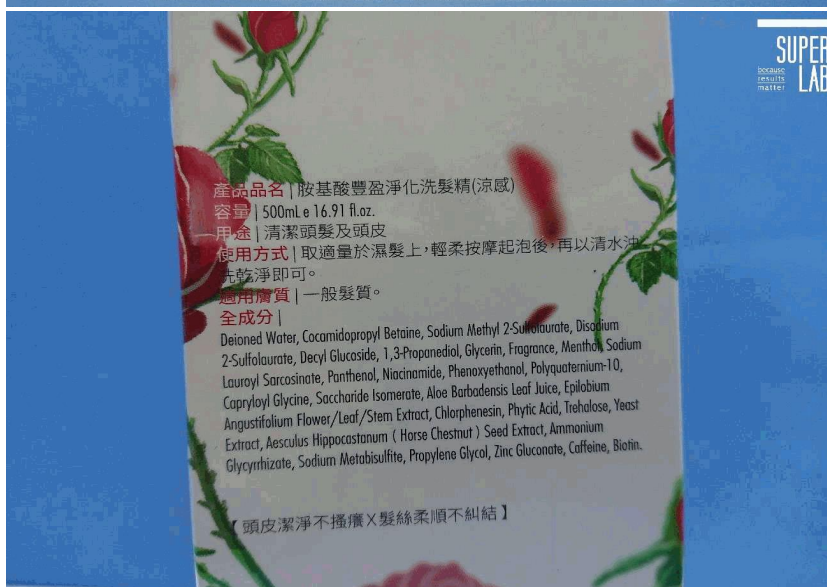 SUPER
because
results
matter
LAB
產品品名 | 胺基酸豐盈淨化洗髮精(涼感)
容量 | 500mL e 16.91 fl.oz.
用途 | 清潔頭髮及頭皮
使用方式 | 取適量於濕髮上,輕柔按摩起泡後,再以清水沖
洗乾淨即可。
適用膚質 | 一般髮質。
全成分 |
Deioned Water, Cocamidopropyl Betaine, Sodium Methyl 2-Sulfolaurate, Disodium
2-Sulfolaurate, Decyl Glucoside, 1,3-Propanediol, Glycerin, Fragrance, Menthol, Sodium
Lauroyl Sarcosinate, Panthenol, Niacinamide, Phenoxyethanol, Polyquaternium-10,
Capryloyl Glycine, Saccharide Isomerate, Aloe Barbadensis Leaf Juice, Epilobium
Angustifolium Flower/Leaf/Stem Extract, Chlorphenesin, Phytic Acid, Trehalose, Yeast
Extract, Aesculus Hippocastanum ( Horse Chestnut ) Seed Extract, Ammonium
Glycyrrhizate, Sodium Metabisulfite, Propylene Glycol, Zinc Gluconate, Caffeine, Biotin.
【頭皮潔淨不搔癢X髮絲柔順不糾結】